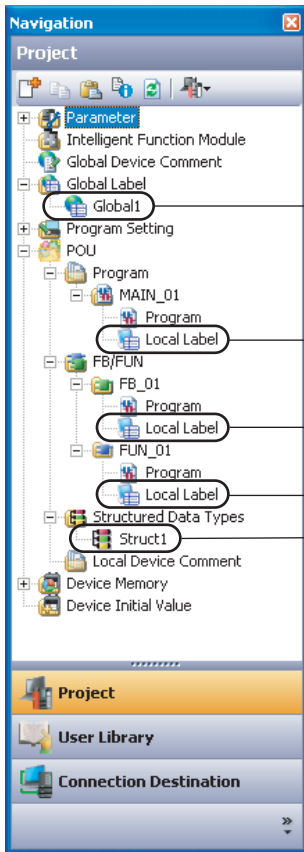 Navigation
Project
Parameter
Intelligent Function Module
Global Device Comment
Global Label
Global1
Program Setting
POU
Program
MAIN_01
Program
Local Label
FB/FUN
FB_01
Program
Local Label
FUN_01
Program
Local Label
Structured Data Types
Struct1
Local Device Comment
Device Memory
Device Initial Value
Project
User Library
Connection Destination